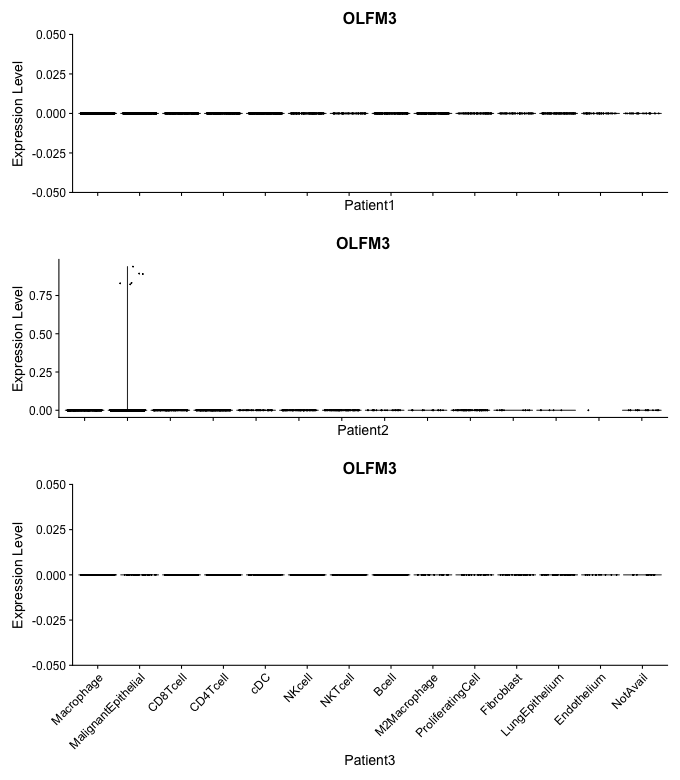 OLFM3
0.050
0.025
0.000
-0.025
-0.050
Expression Level
Patient1
OLFM3
0.75
0.50
0.25
0.00
Expression Level
Patient2
OLFM3
0.050
0.025
0.000
-0.025
-0.050
Expression Level
Macrophage
MalignantEpithelial
CD8Tcell
CD4Tcell
cDC
NKcell
NKTcell
Bcell
M2Macrophage
ProliferatingCell
Fibroblast
LungEpithelium
Endothelium
NotAvail
Patient3